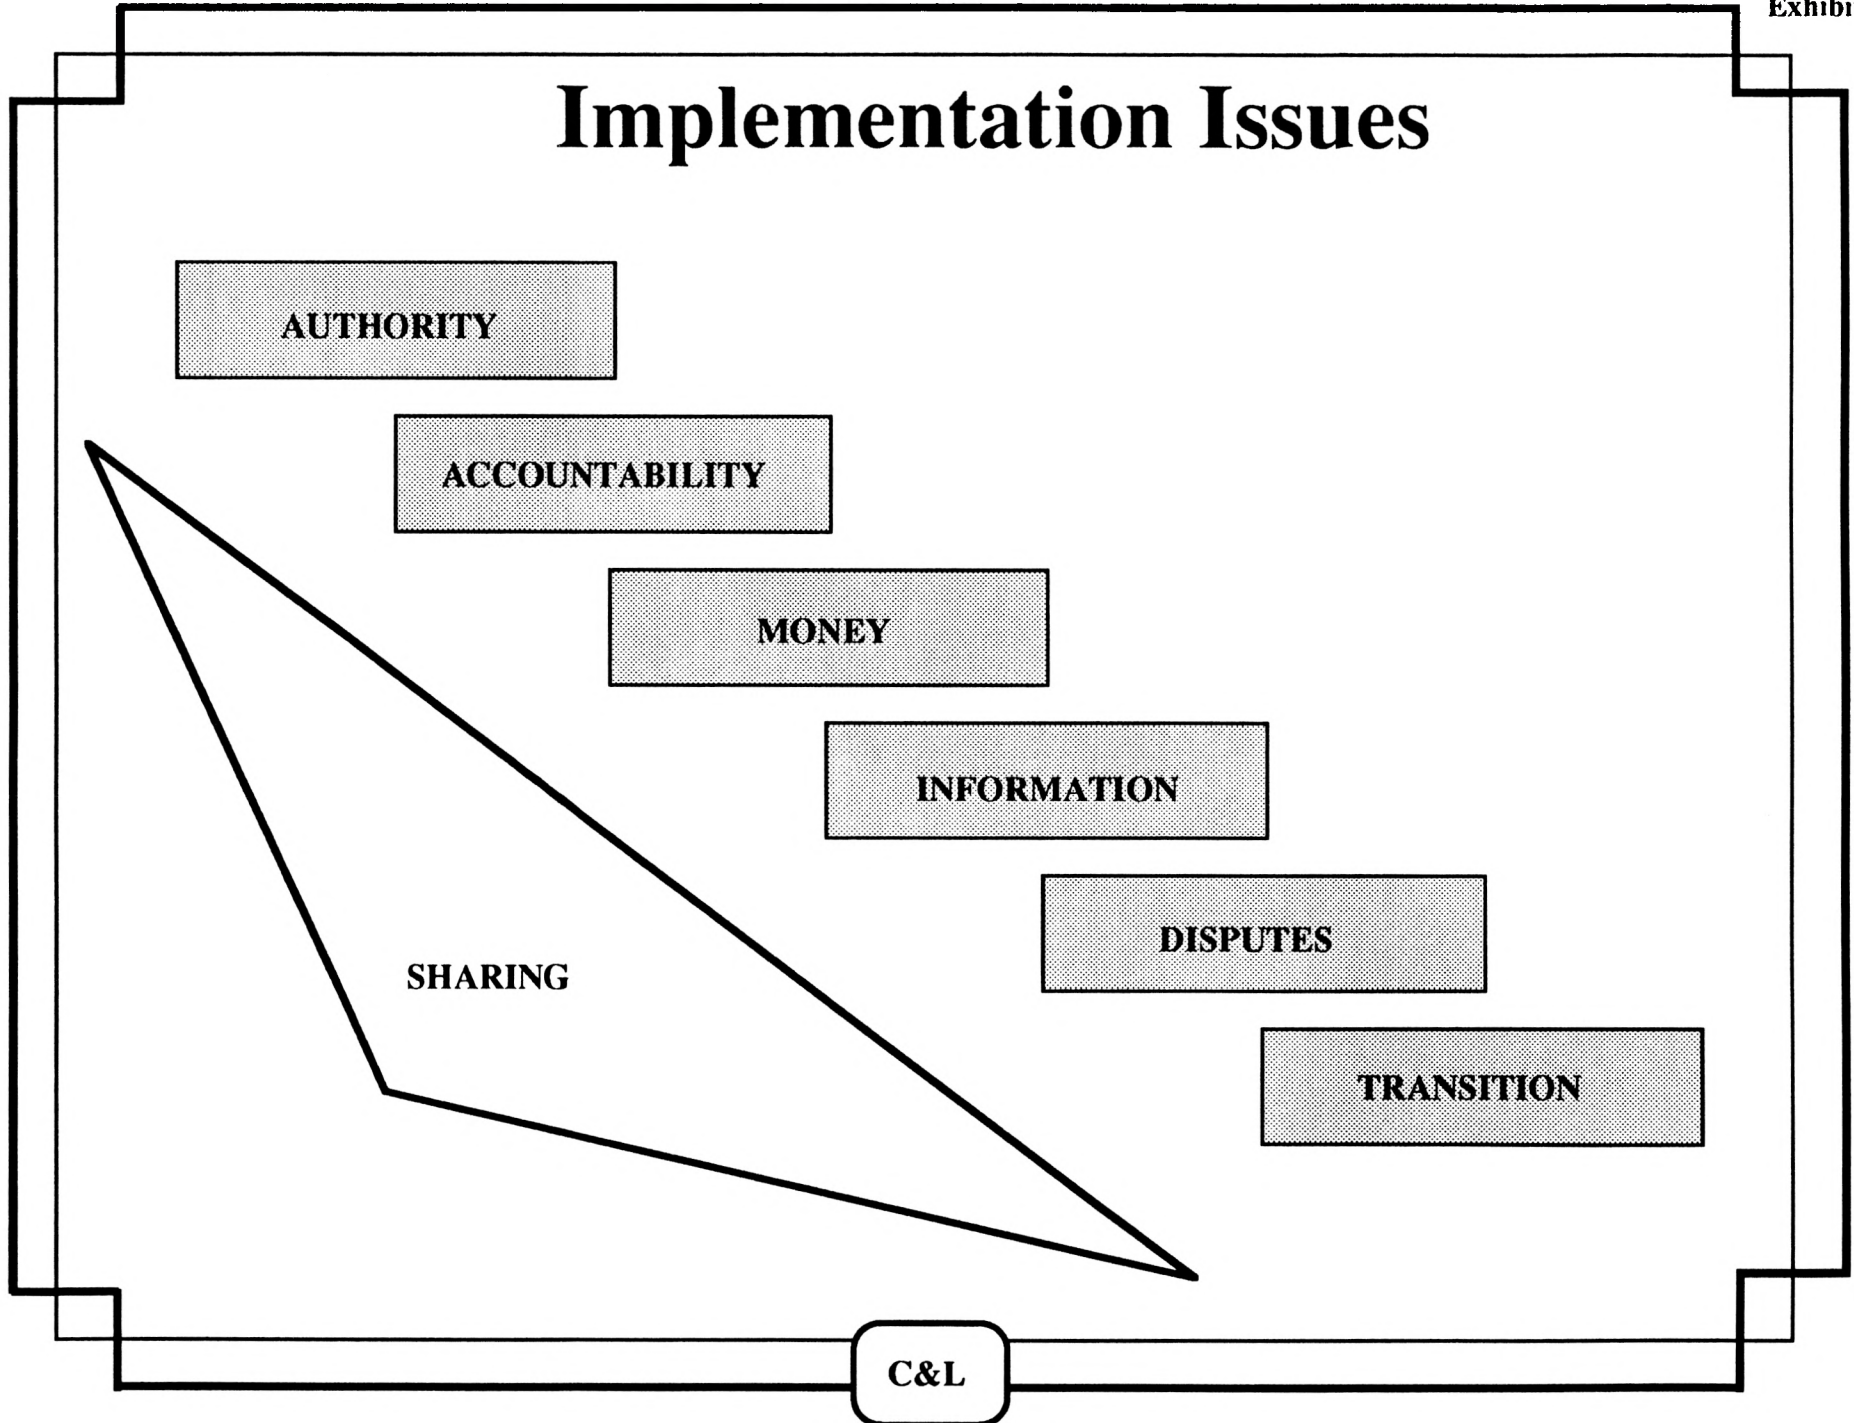 Implementation Issues
AUTHORITY
ACCOUNTABILITY
MONEY
INFORMATION
DISPUTES
SHARING
TRANSITION
C&L